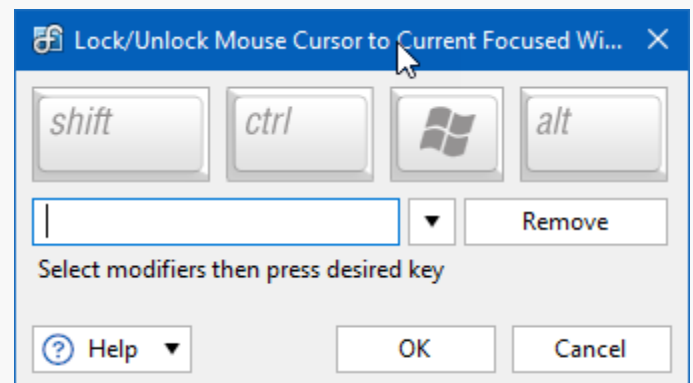 Lock/Unlock Mouse Cursor to Current Focused Wi...
shift ctrl alt
Remove
Select modifiers then press desired key
Help OK Cancel